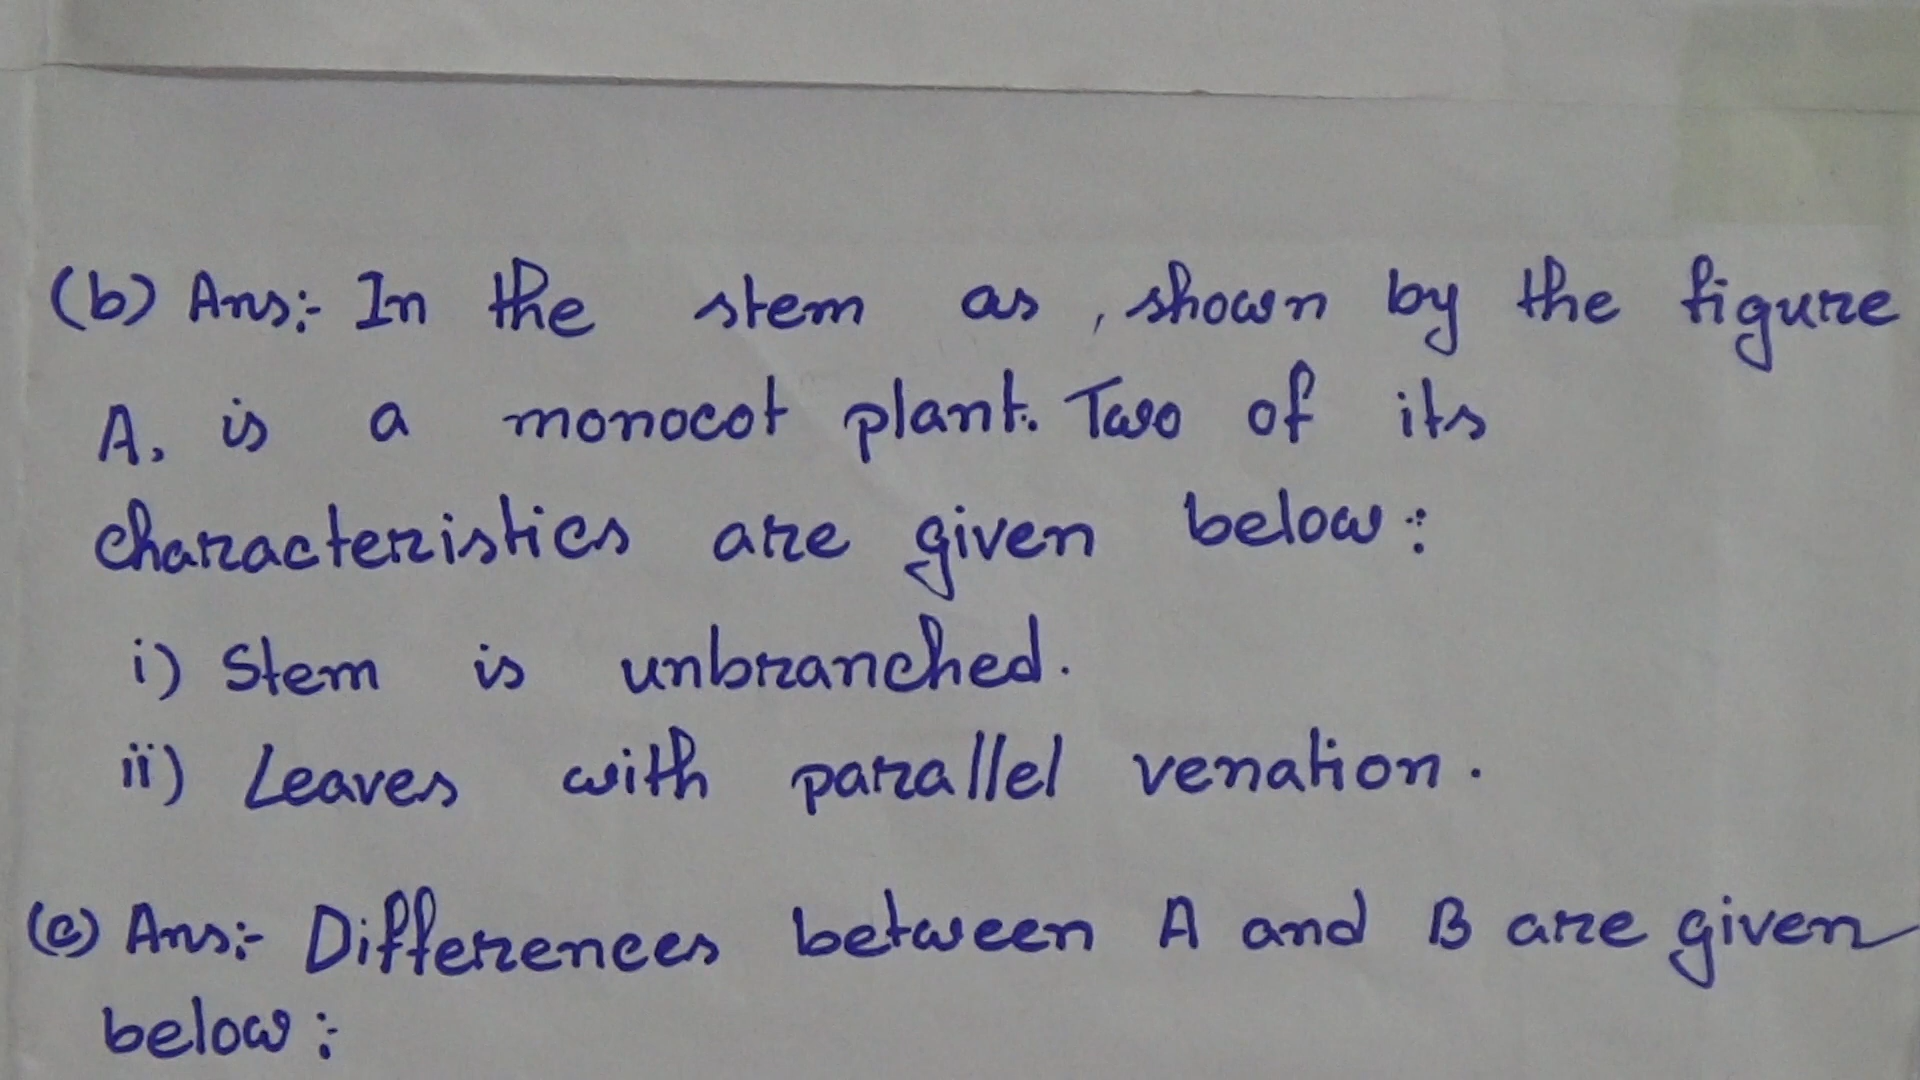 (b) Ans:- In the stem as, shown by the figure
A, is a monocot plant. Two of its
characteristics are given below:
i) Stem is unbranched.
ii) Leaves with parallel venation.
(c) Ans:- Differences between A and B are given
below: